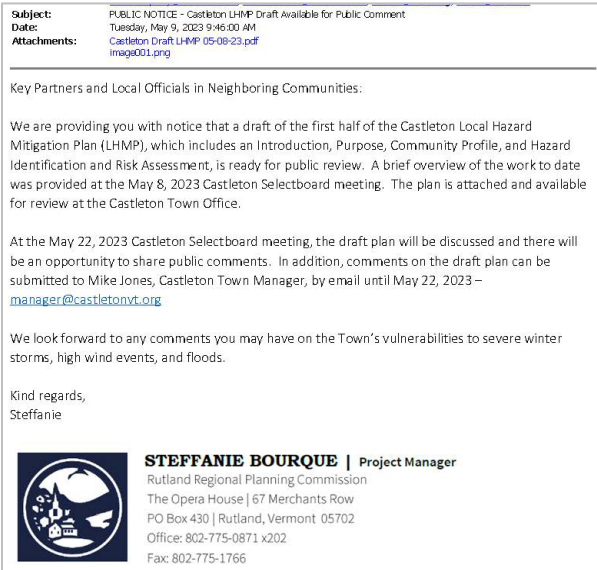 Subject: PUBLIC NOTICE - Castleton LHMP Draft Available for Public Comment
Date: Tuesday, May 9, 2023 9:46:00 AM
Attachments: Castleton Draft LHMP 05-08-23.pdf
image001.png
Key Partners and Local Officials in Neighboring Communities:
We are providing you with notice that a draft of the first half of the Castleton Local Hazard
Mitigation Plan (LHMP), which includes an Introduction, Purpose, Community Profile, and Hazard
Identification and Risk Assessment, is ready for public review.  A brief overview of the work to date
was provided at the May 8, 2023 Castleton Selectboard meeting.  The plan is attached and available
for review at the Castleton Town Office.
At the May 22, 2023 Castleton Selectboard meeting, the draft plan will be discussed and there will
be an opportunity to share public comments.  In addition, comments on the draft plan can be
submitted to Mike Jones, Castleton Town Manager, by email until May 22, 2023 –
manager@castletonvt.org
We look forward to any comments you may have on the Town's vulnerabilities to severe winter
storms, high wind events, and floods.
Kind regards,
Steffanie
STEFFANIE BOURQUE | Project Manager
Rutland Regional Planning Commission
The Opera House | 67 Merchants Row
PO Box 430 | Rutland, Vermont  05702
Office: 802-775-0871 x202
Fax: 802-775-1766